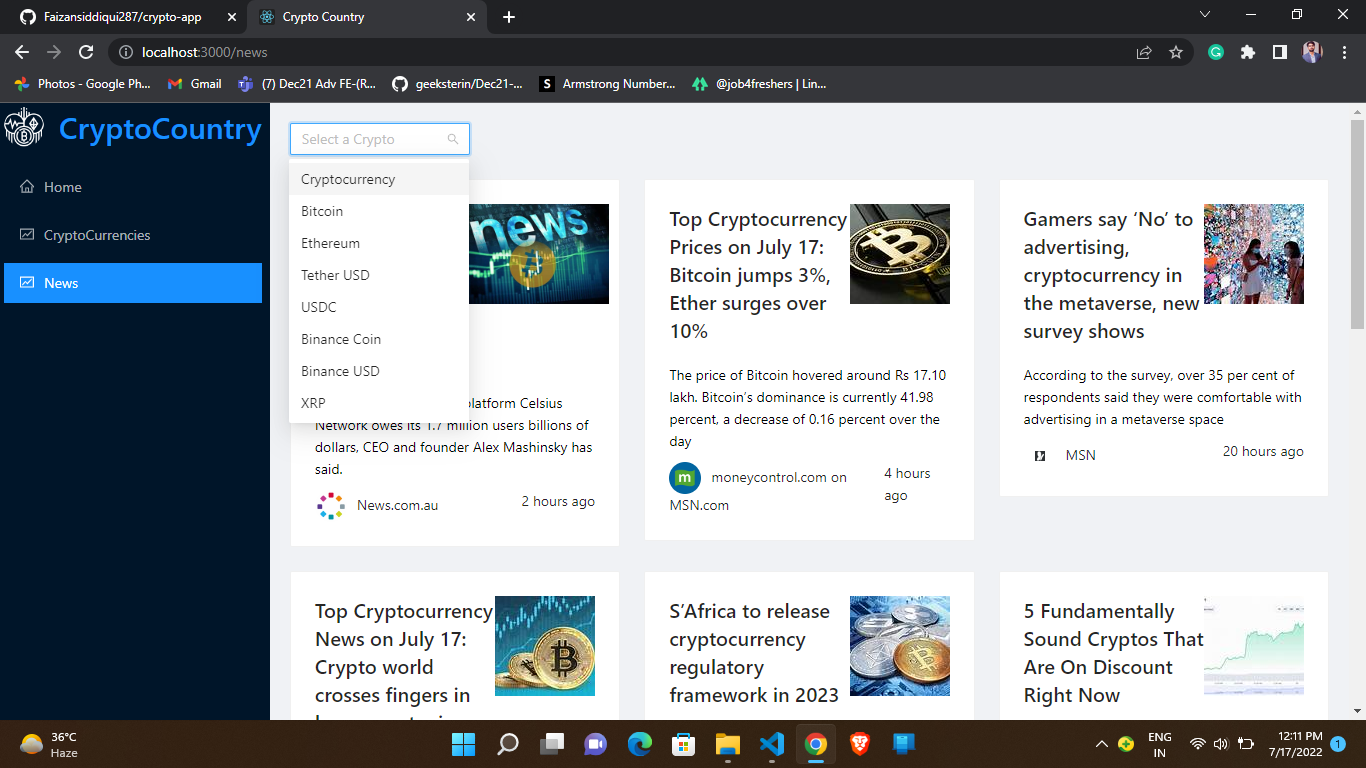 Faizansiddiqui287/crypto-app
Crypto Country
localhost:3000/news
Photos - Google Ph...
Gmail
(7) Dec21 Adv FE-(R...
geeksterin/Dec21-...
S
Armstrong Number...
@job4freshers | Lin...
CryptoCountry
Home
CryptoCurrencies
News
Select a Crypto
Cryptocurrency
Bitcoin
Ethereum
Tether USD
USDC
Binance Coin
Binance USD
XRP
news
latform Celsius
Network owes its 1.7 million users billions of
dollars, CEO and founder Alex Mashinsky has
said.
News.com.au
2 hours ago
Top Cryptocurrency
Prices on July 17:
Bitcoin jumps 3%,
Ether surges over
10%
The price of Bitcoin hovered around Rs 17.10
lakh. Bitcoin’s dominance is currently 41.98
percent, a decrease of 0.16 percent over the
day
m
moneycontrol.com on
MSN.com
4 hours
ago
Gamers say ‘No’ to
advertising,
cryptocurrency in
the metaverse, new
survey shows
According to the survey, over 35 per cent of
respondents said they were comfortable with
advertising in a metaverse space
MSN
20 hours ago
Top Cryptocurrency
News on July 17:
Crypto world
crosses fingers in
S’Africa to release
cryptocurrency
regulatory
framework in 2023
5 Fundamentally
Sound Cryptos That
Are On Discount
Right Now
36°C
Haze
ENG
IN
12:11 PM
7/17/2022
1